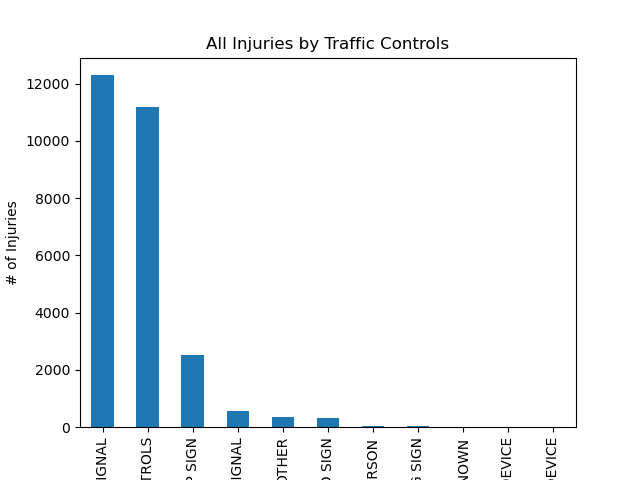 All Injuries by Traffic Controls
# of Injuries
12000
10000
8000
6000
4000
2000
0
IGNAL
TROLS
P SIGN
IGNAL
OTHER
D SIGN
RSON
G SIGN
NOWN
EVICE
EVICE